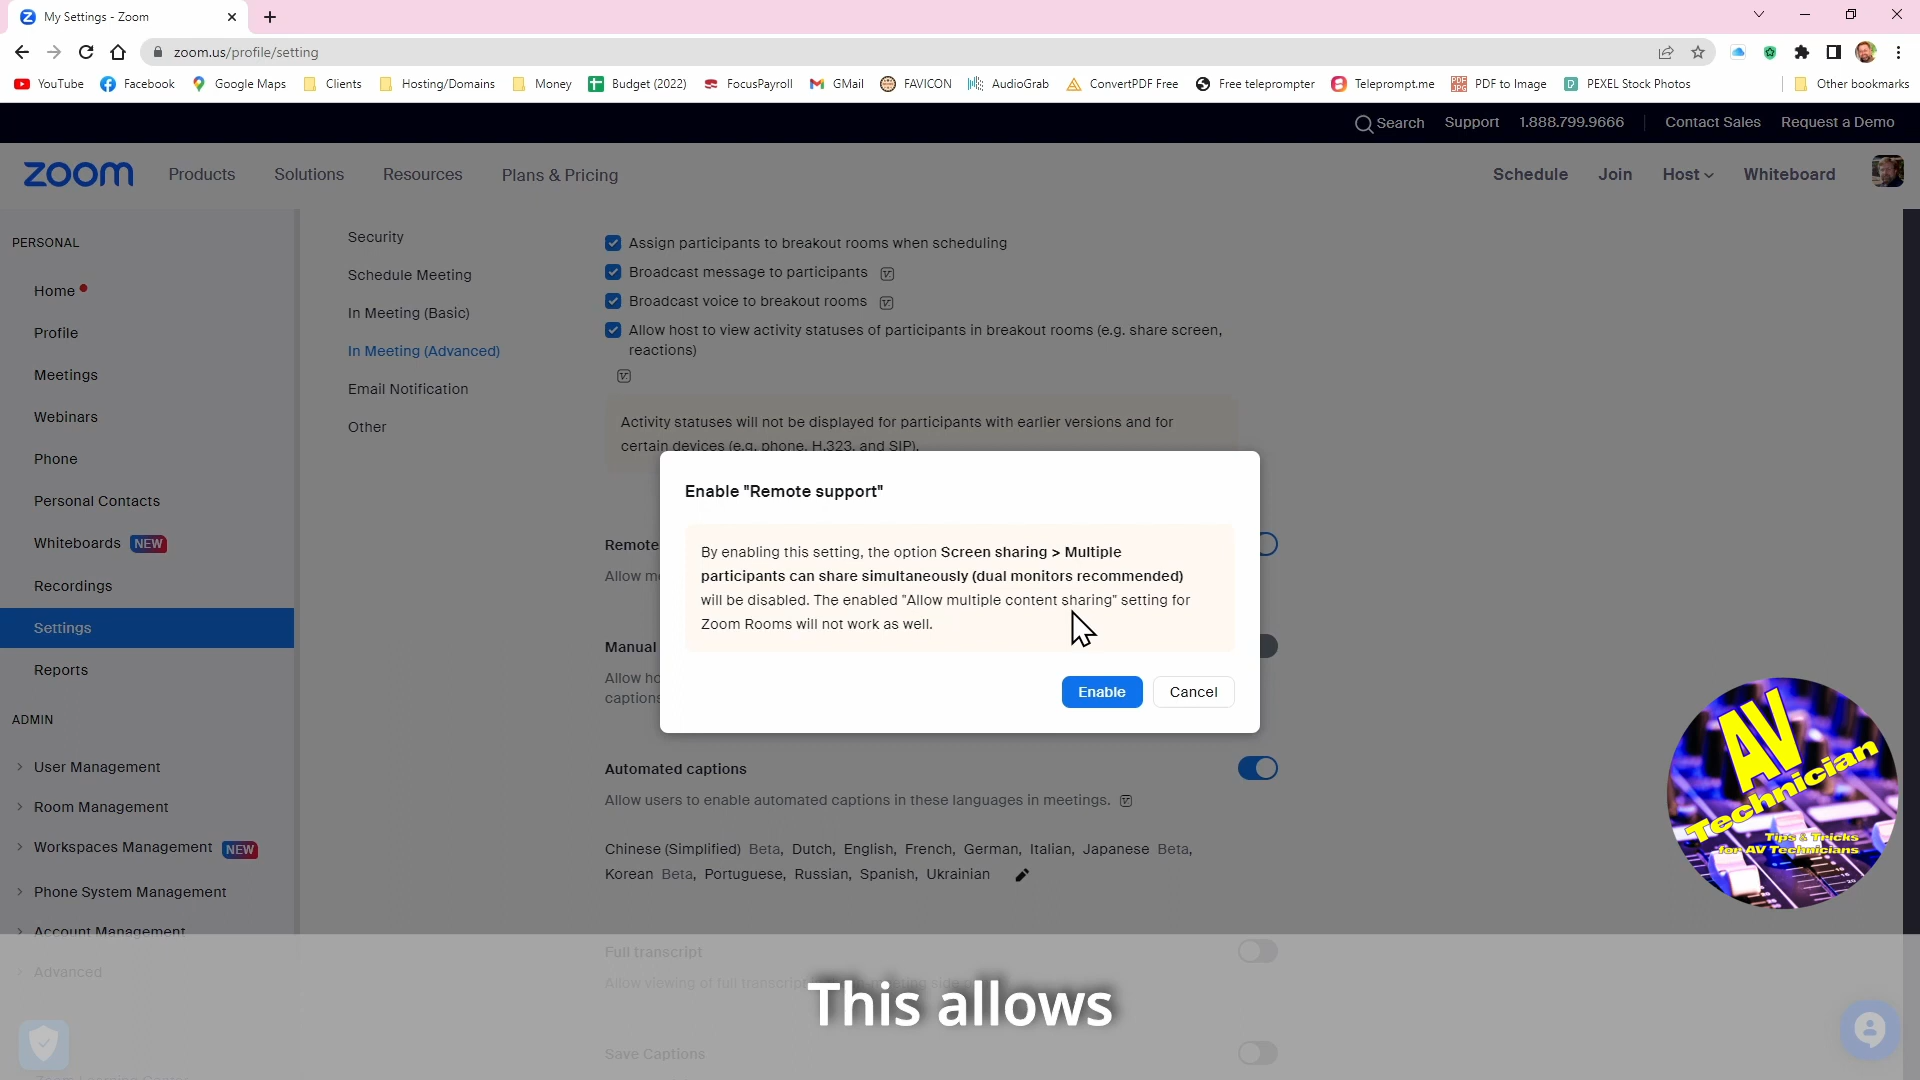 My Settings - Zoom
zoom.us/profile/setting
YouTube Facebook Google Maps Clients Hosting/Domains Money Budget (2022) FocusPayroll GMail FAVICON AudioGrab ConvertPDF Free Free teleprompter Teleprompt.me PDF to Image PEXEL Stock Photos Other bookmarks
Search Support 1.888.799.9666 Contact Sales Request a Demo
zoom Products Solutions Resources Plans & Pricing Schedule Join Host Whiteboard
PERSONAL
Home
Profile
Meetings
Webinars
Phone
Personal Contacts
Whiteboards NEW
Recordings
Settings
Reports
ADMIN
User Management
Room Management
Workspaces Management NEW
Phone System Management
Account Management
Advanced
Security
Schedule Meeting
In Meeting (Basic)
In Meeting (Advanced)
Email Notification
Other
Assign participants to breakout rooms when scheduling
Broadcast message to participants
Broadcast voice to breakout rooms
Allow host to view activity statuses of participants in breakout rooms (e.g. share screen,
reactions)
Activity statuses will not be displayed for participants with earlier versions and for
certain devices (e.g. phone, H.323, and SIP).
Enable "Remote support"
By enabling this setting, the option Screen sharing > Multiple
participants can share simultaneously (dual monitors recommended)
will be disabled. The enabled "Allow multiple content sharing" setting for
Zoom Rooms will not work as well.
Enable Cancel
Remote
Allow
Manual
Allow
captions
Automated captions
Allow users to enable automated captions in these languages in meetings.
Chinese (Simplified) Beta, Dutch, English, French, German, Italian, Japanese Beta,
Korean Beta, Portuguese, Russian, Spanish, Ukrainian
Full transcript
Allow viewing of full transcript
Save Captions
This allows
AV
Technician
Tips & Tricks
for AV Technicians